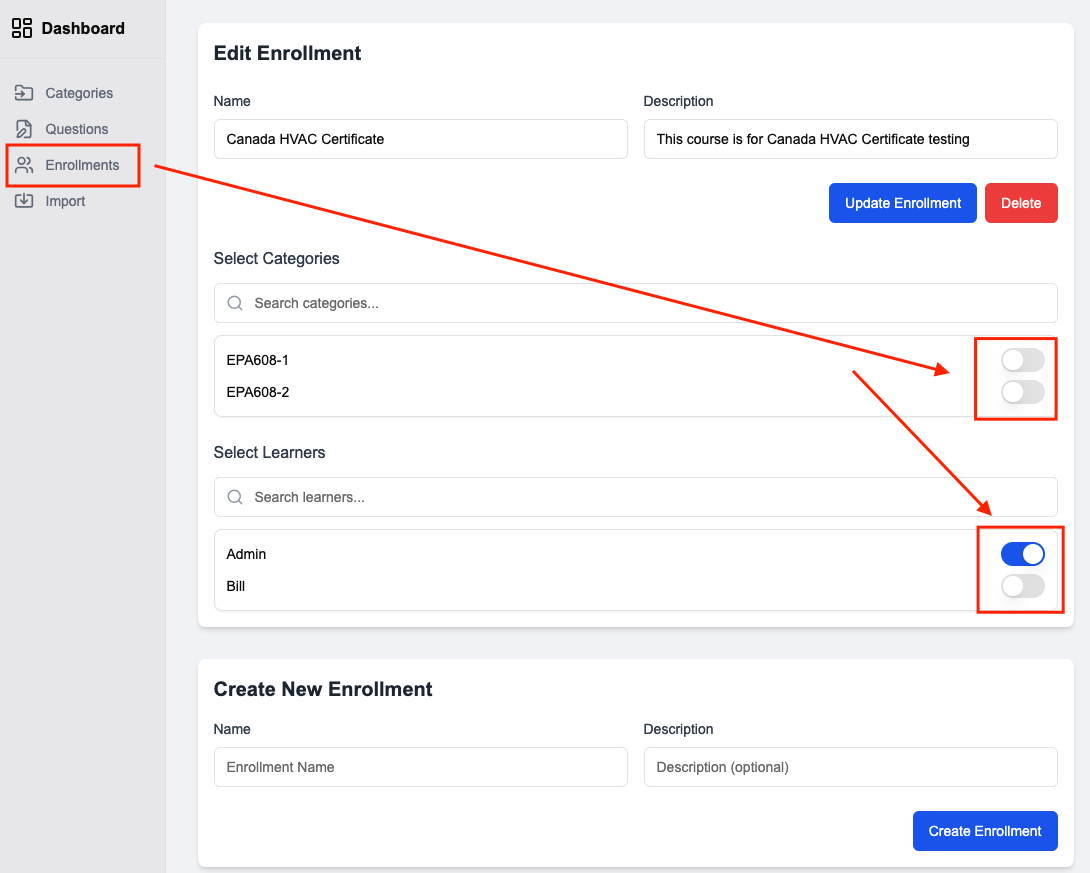 Dashboard
Categories
Questions
Enrollments
Import
Edit Enrollment
Name
Description
Canada HVAC Certificate
This course is for Canada HVAC Certificate testing
Update Enrollment
Delete
Select Categories
Search categories...
EPA608-1
EPA608-2
Select Learners
Search learners...
Admin
Bill
Create New Enrollment
Name
Description
Enrollment Name
Description (optional)
Create Enrollment